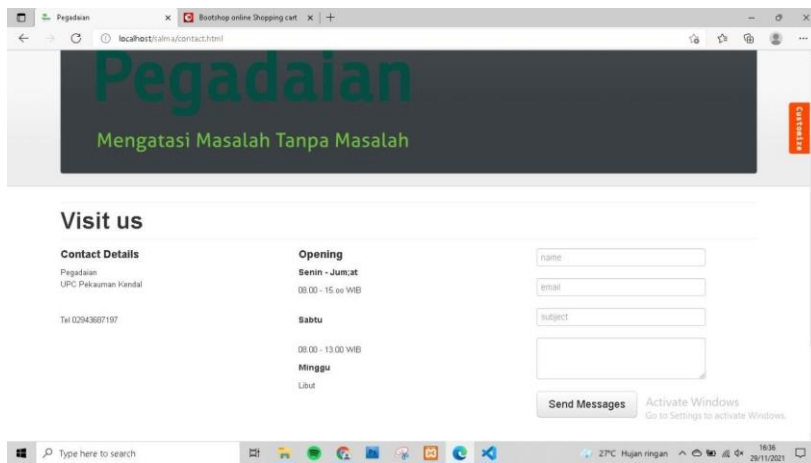 Pegadaian
Bootshop online Shopping cart
localhost/salma/contact.html
Pegadaian
Mengatasi Masalah Tanpa Masalah
Customize
Visit us
Contact Details
Pegadaian
UPC Pekauman Kendal
Tel 02943687197
Opening
Senin - Jum;at
08.00 - 15.oo WIB
Sabtu
08.00 - 13.00 WIB
Minggu
Libut
name
email
subject
Send Messages
Activate Windows
Go to Settings to activate Windows.
Type here to search
27°C Hujan ringan
16:36
29/11/2021